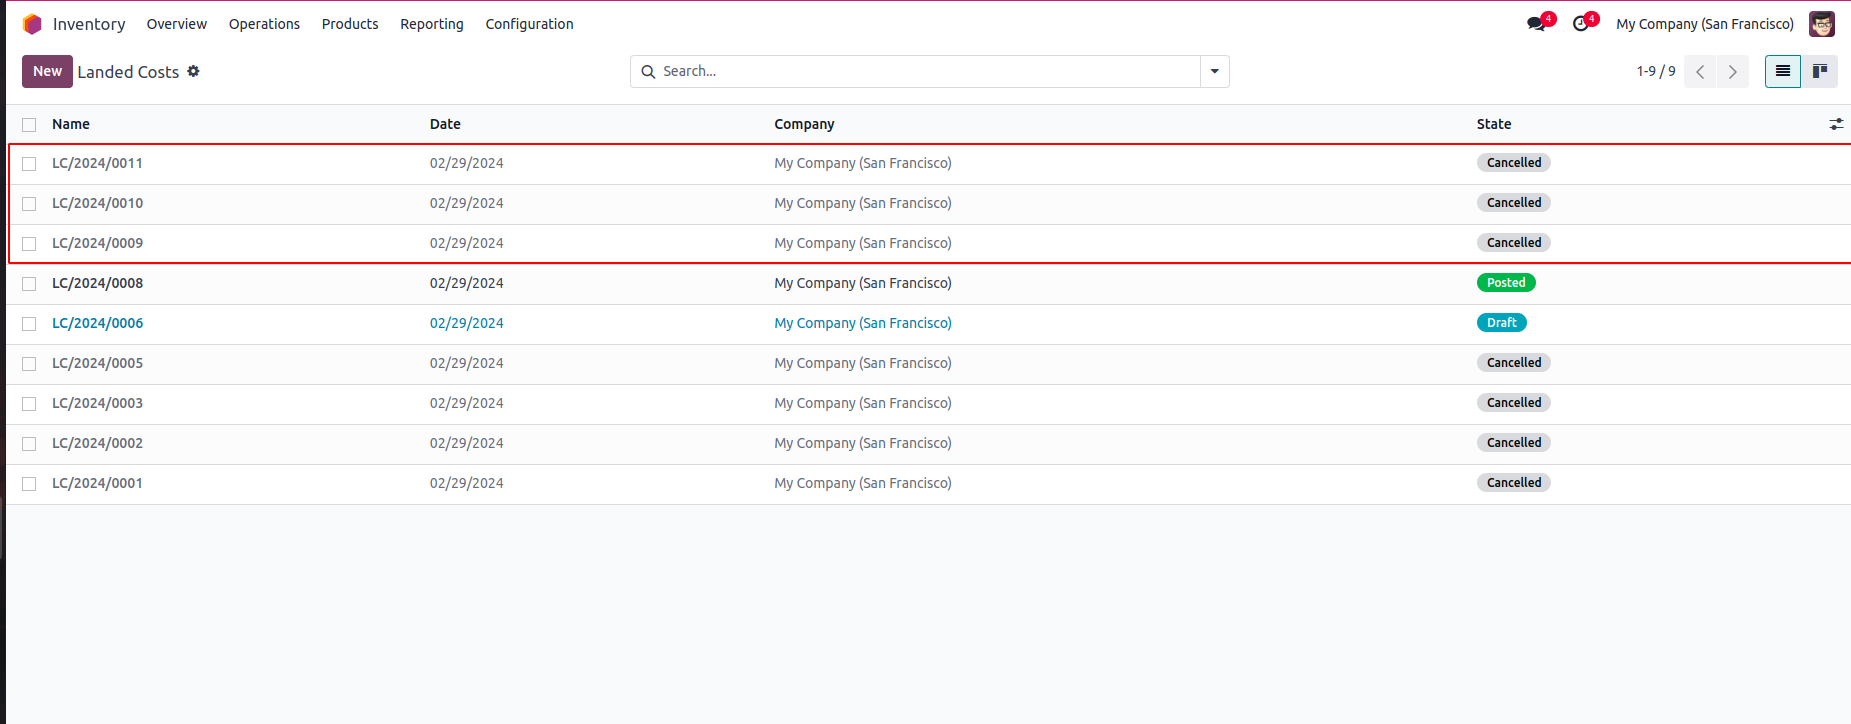 Inventory Overview Operations Products Reporting Configuration 4 4 My Company (San Francisco)
New Landed Costs Search... 1-9 / 9
Name Date Company State
LC/2024/0011 02/29/2024 My Company (San Francisco) Cancelled
LC/2024/0010 02/29/2024 My Company (San Francisco) Cancelled
LC/2024/0009 02/29/2024 My Company (San Francisco) Cancelled
LC/2024/0008 02/29/2024 My Company (San Francisco) Posted
LC/2024/0006 02/29/2024 My Company (San Francisco) Draft
LC/2024/0005 02/29/2024 My Company (San Francisco) Cancelled
LC/2024/0003 02/29/2024 My Company (San Francisco) Cancelled
LC/2024/0002 02/29/2024 My Company (San Francisco) Cancelled
LC/2024/0001 02/29/2024 My Company (San Francisco) Cancelled